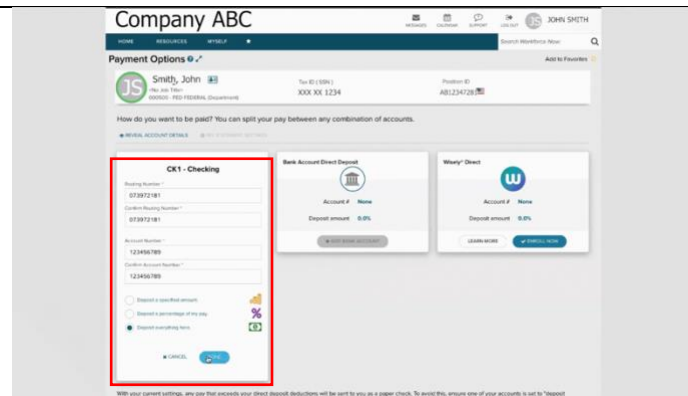 Company ABC
MESSAGES CALENDAR SUPPORT LOG OUT JS JOHN SMITH
HOME RESOURCES MYSELF
Search Workforce Now
Payment Options
Add to Favorites
JS Smith, John
<No Job Title>
000500 - FED FEDERAL (Department)
Tax ID (SSN)
XXX XX 1234
Position ID
AB1234728
How do you want to be paid? You can split your pay between any combination of accounts.
REVEAL ACCOUNT DETAILS
CK1 - Checking
Routing Number *
073972181
Confirm Routing Number *
073972181
Account Number *
123456789
Confirm Account Number *
123456789
Deposit a specified amount
Deposit a percentage of my pay
Deposit everything here
CANCEL
Bank Account Direct Deposit
Account # None
Deposit amount 0.0%
ADD BANK ACCOUNT
Wisely® Direct
Account # None
Deposit amount 0.0%
LEARN MORE ENROLL NOW
With your current settings, any pay that exceeds your direct deposit deductions will be sent to you as a paper check. To avoid this, ensure one of your accounts is set to "deposit